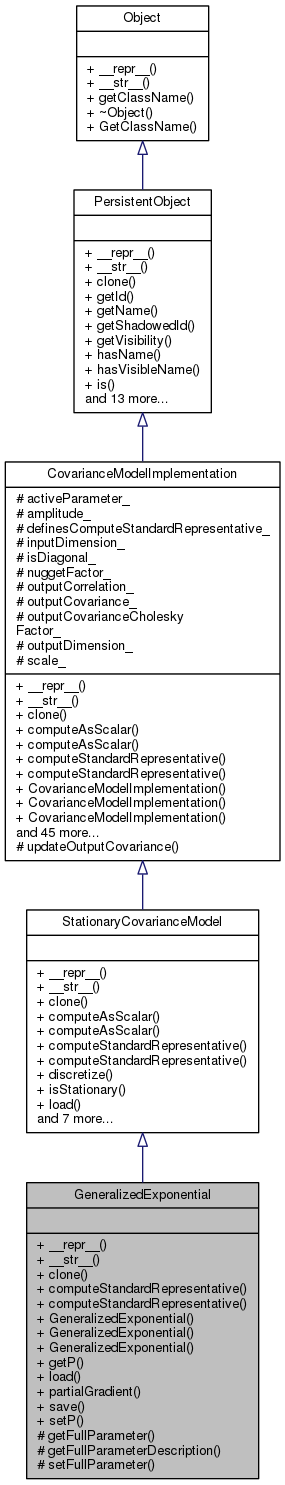 Object
+ __repr__()
+ __str__()
+ getClassName()
+ ~Object()
+ GetClassName()
PersistentObject
+ __repr__()
+ __str__()
+ clone()
+ getId()
+ getName()
+ getShadowedId()
+ getVisibility()
+ hasName()
+ hasVisibleName()
+ is()
and 13 more...
CovarianceModelImplementation
# activeParameter_
# amplitude_
# definesComputeStandardRepresentative_
# inputDimension_
# isDiagonal_
# nuggetFactor_
# outputCorrelation_
# outputCovariance_
# outputCovarianceCholesky
Factor_
# outputDimension_
# scale_
+ __repr__()
+ __str__()
+ clone()
+ computeAsScalar()
+ computeAsScalar()
+ computeStandardRepresentative()
+ computeStandardRepresentative()
+ CovarianceModelImplementation()
+ CovarianceModelImplementation()
+ CovarianceModelImplementation()
and 45 more...
# updateOutputCovariance()
StationaryCovarianceModel
+ __repr__()
+ __str__()
+ clone()
+ computeAsScalar()
+ computeAsScalar()
+ computeStandardRepresentative()
+ computeStandardRepresentative()
+ discretize()
+ isStationary()
+ load()
and 7 more...
GeneralizedExponential
+ __repr__()
+ __str__()
+ clone()
+ computeStandardRepresentative()
+ computeStandardRepresentative()
+ GeneralizedExponential()
+ GeneralizedExponential()
+ GeneralizedExponential()
+ getP()
+ load()
+ partialGradient()
+ save()
+ setP()
# getFullParameter()
# getFullParameterDescription()
# setFullParameter()